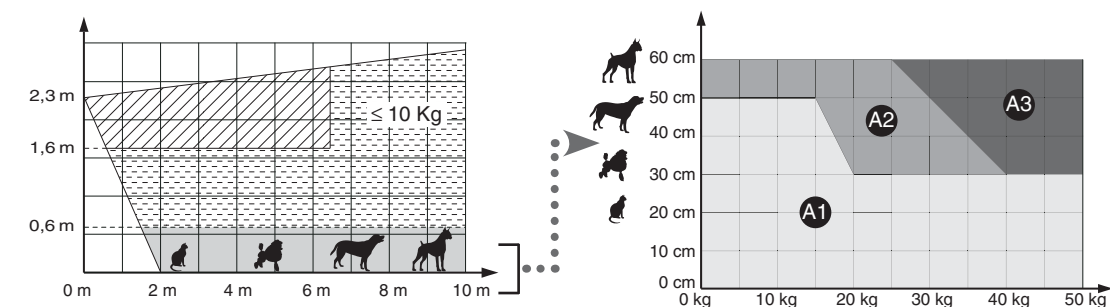 2,3 m
≤ 10 Kg
1,6 m
0,6 m
0 m 2 m 4 m 6 m 8 m 10 m
60 cm
50 cm
40 cm
30 cm
20 cm
10 cm
0 cm
A3
A2
A1
0 kg 10 kg 20 kg 30 kg 40 kg 50 kg